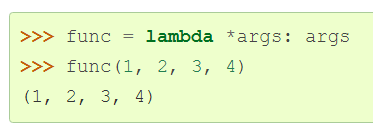 >>> func = lambda *args: args
>>> func(1, 2, 3, 4)
(1, 2, 3, 4)